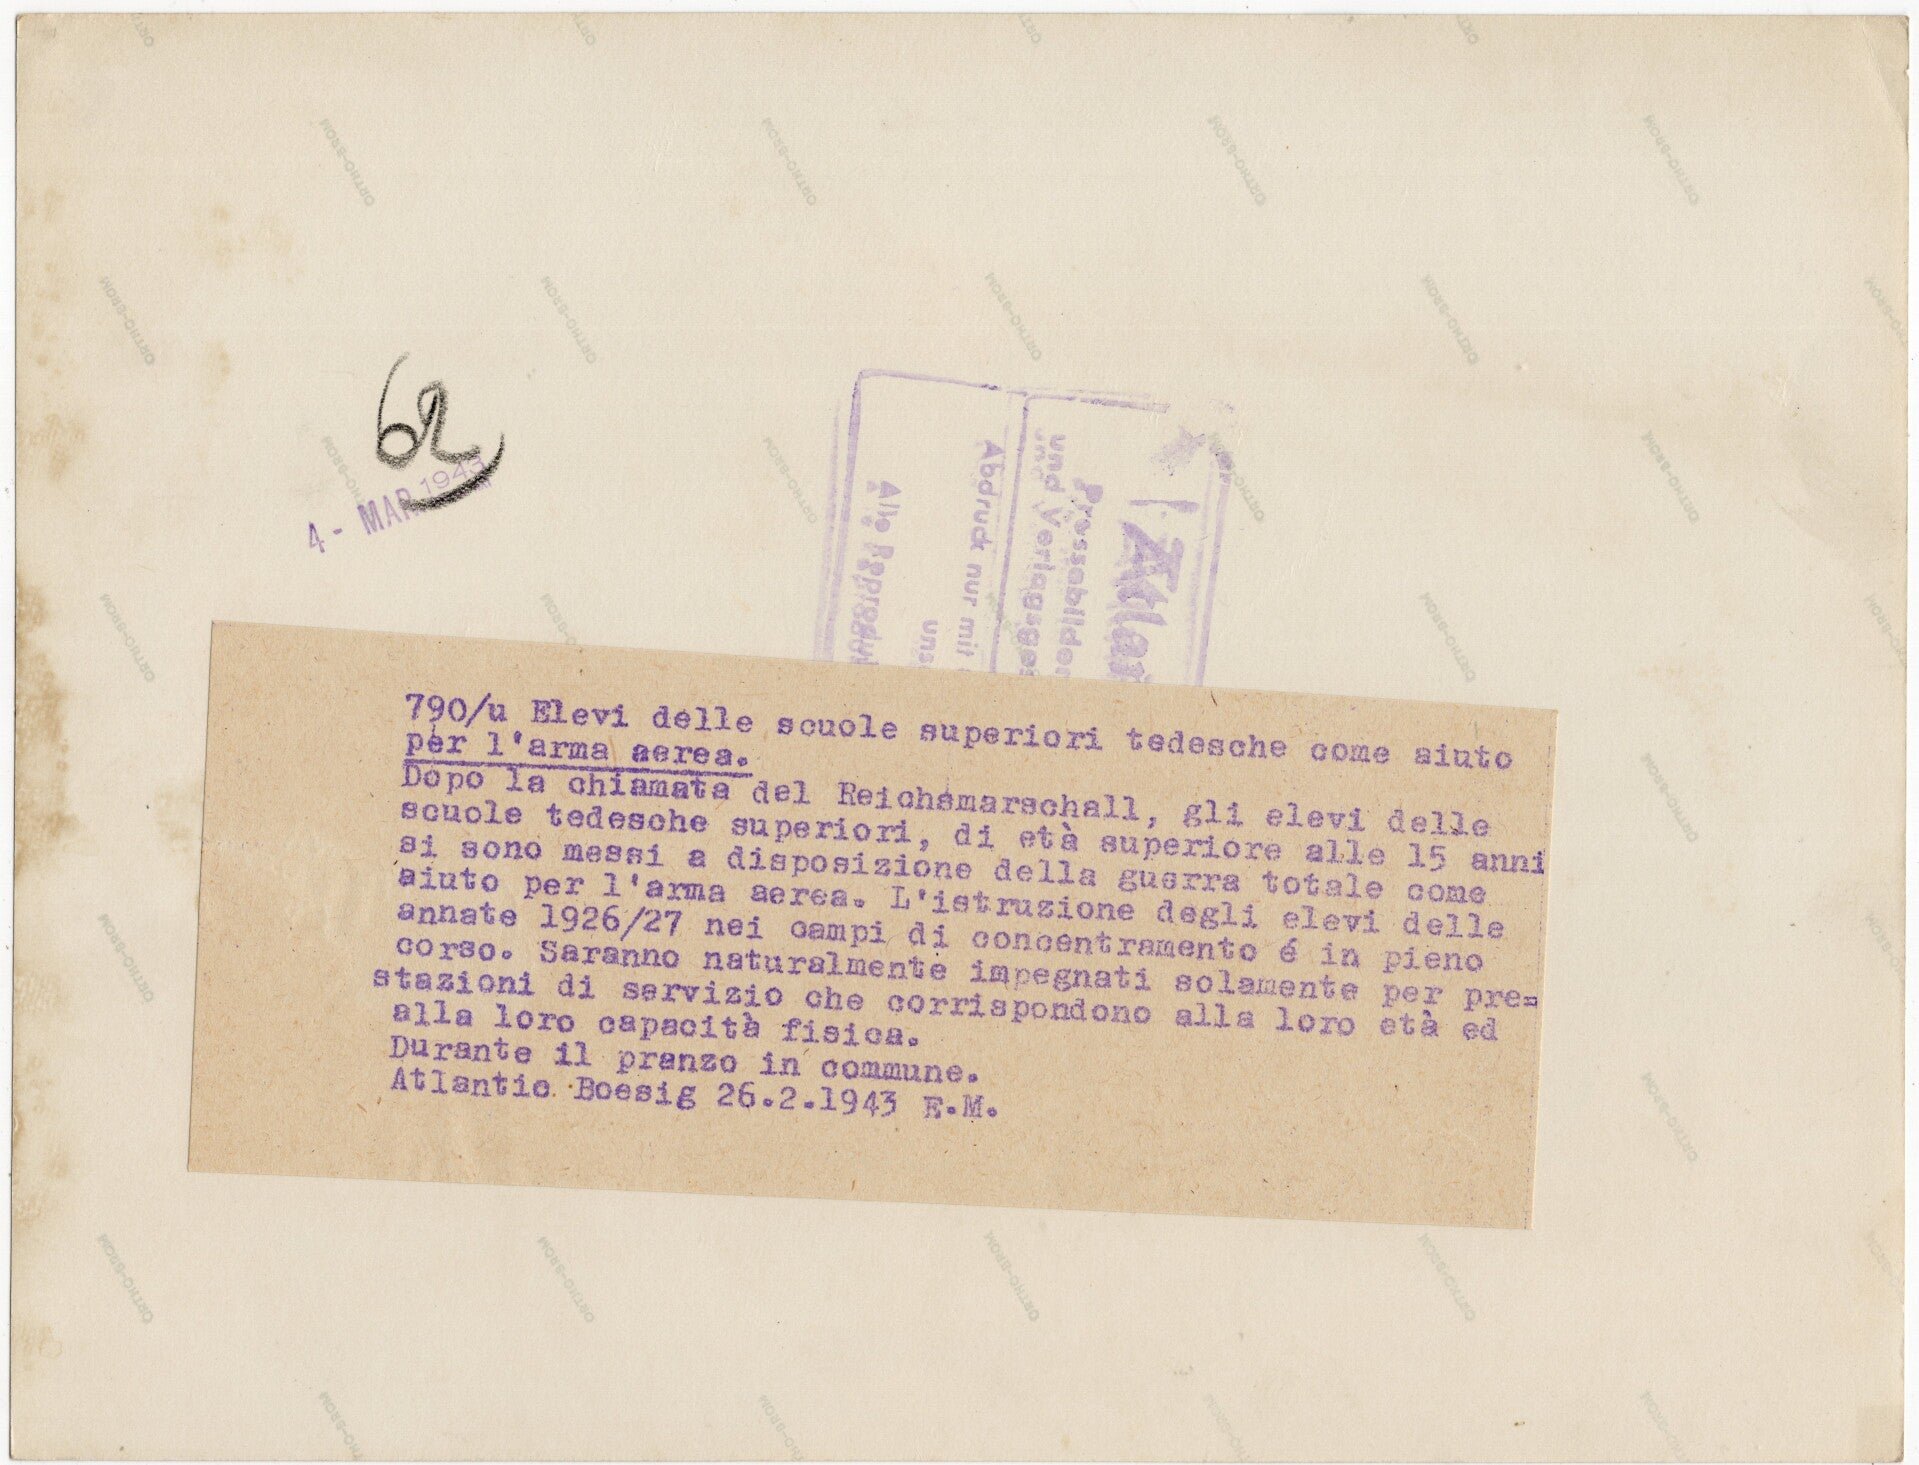 62
4 - MAR 1943
Pressebilder
und Verlagsges
Abdruck nur mit
Alle
790/u Elevi delle scuole superiori tedesche come aiuto
per l'arma aerea.
Dopo la chiamata del Reichsmarschall, gli elevi delle
scuole tedesche superiori, di età superiore alle 15 anni
si sono messi a disposizione della guerra totale come
aiuto per l'arma aerea. L'istruzione degli elevi delle
annate 1926/27 nei campi di concentramento é in pieno
corso. Saranno naturalmente impegnati solamente per pre=
stazioni di servizio che corrispondono alla loro età ed
alla loro capacità fisica.
Durante il pranzo in commune.
Atlantic Boesig 26.2.1943 E.M.
ORTHO-BROM